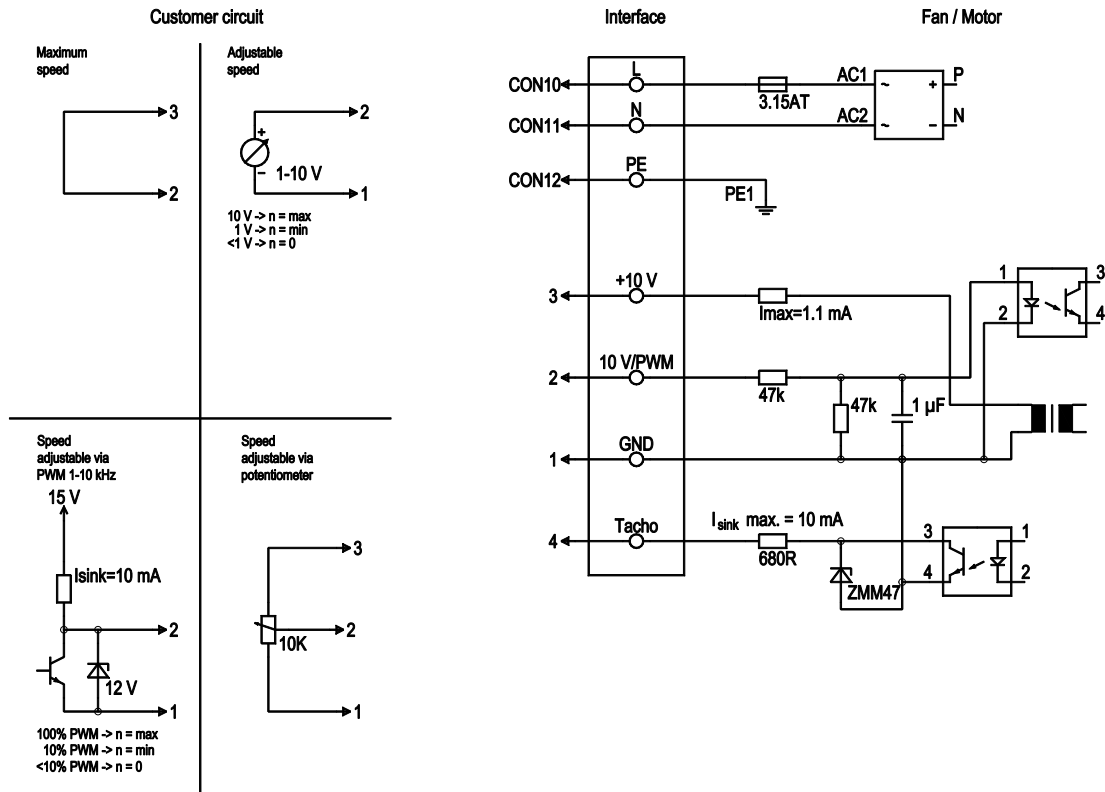 Customer circuit
Interface
Fan / Motor
Maximum
speed
3
2
Adjustable
speed
2
+
1-10 V
–
1
10 V -> n = max
1 V -> n = min
<1 V -> n = 0
Speed
adjustable via
PWM 1-10 kHz
15 V
Isink=10 mA
2
12 V
1
100% PWM -> n = max
10% PWM -> n = min
<10% PWM -> n = 0
Speed
adjustable via
potentiometer
3
2
10K
1
L
CON10
3.15AT
AC1
~
+
P
N
CON11
AC2
~
–
N
PE
CON12
PE1
+10 V
3
Imax=1.1 mA
1
2
3
4
10 V/PWM
2
47k
47k
1 µF
GND
1
Tacho
4
Isink max. = 10 mA
680R
ZMM47
3
4
1
2